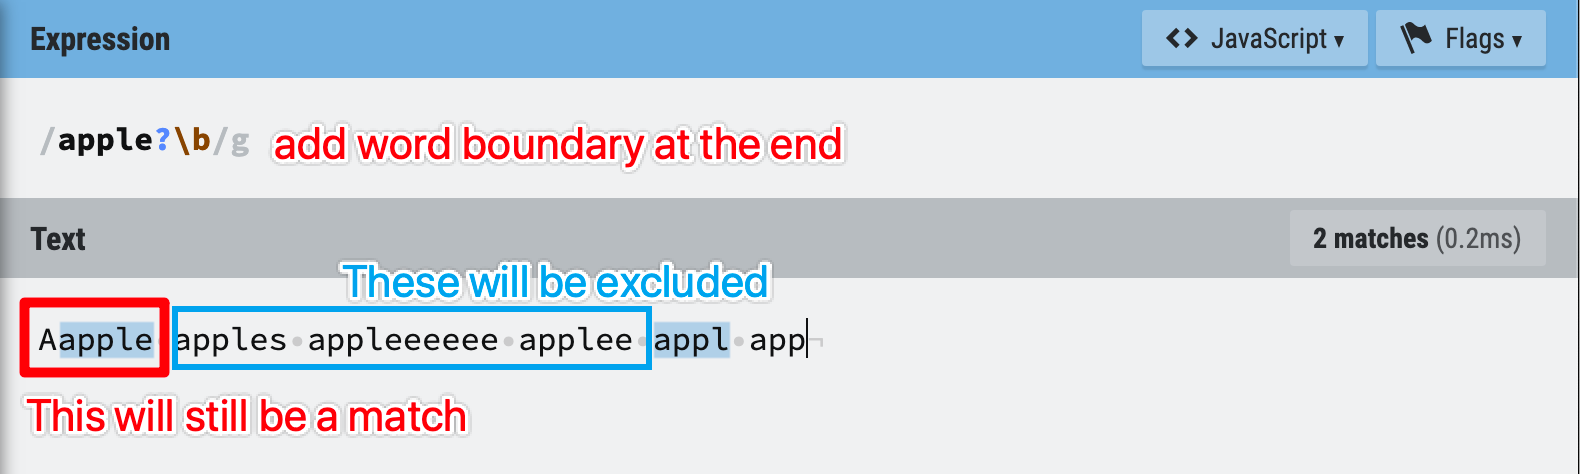 Expression
<> JavaScript ▾
Flags ▾
/apple?\b/g
add word boundary at the end
Text
2 matches (0.2ms)
These will be excluded
Aapple·apples·appleeeeee·applee·appl·app¬
This will still be a match